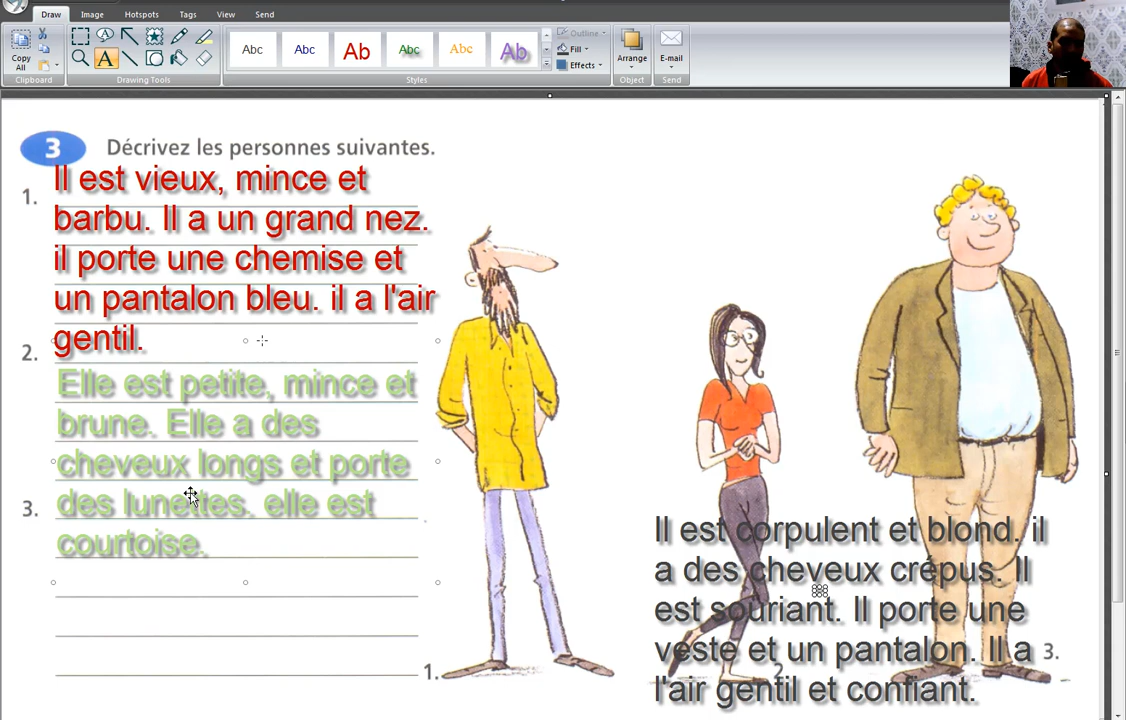 Draw Image Hotspots Tags View Send
Copy All
Clipboard
Drawing Tools
Abc Abc Ab Abc Abc Ab
Styles
Outline
Fill
Effects
Arrange
Object
E-mail
Send
3 Décrivez les personnes suivantes.
1. Il est vieux, mince et
barbu. Il a un grand nez.
il porte une chemise et
un pantalon bleu. il a l'air
gentil.
2. Elle est petite, mince et
brune. Elle a des
cheveux longs et porte
des lunettes. elle est
courtoise.
3.
Il est corpulent et blond. il
a des cheveux crépus. Il
est souriant. Il porte une
veste et un pantalon. Il a
l'air gentil et confiant.
1.
2
3.